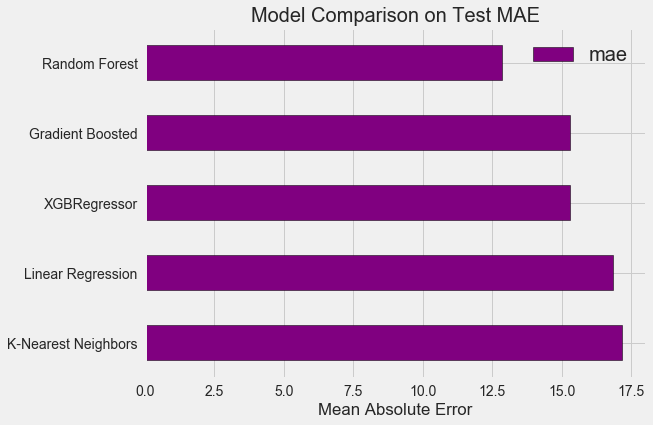 Model Comparison on Test MAE
mae
Random Forest
Gradient Boosted
XGBRegressor
Linear Regression
K-Nearest Neighbors
0.0 2.5 5.0 7.5 10.0 12.5 15.0 17.5
Mean Absolute Error